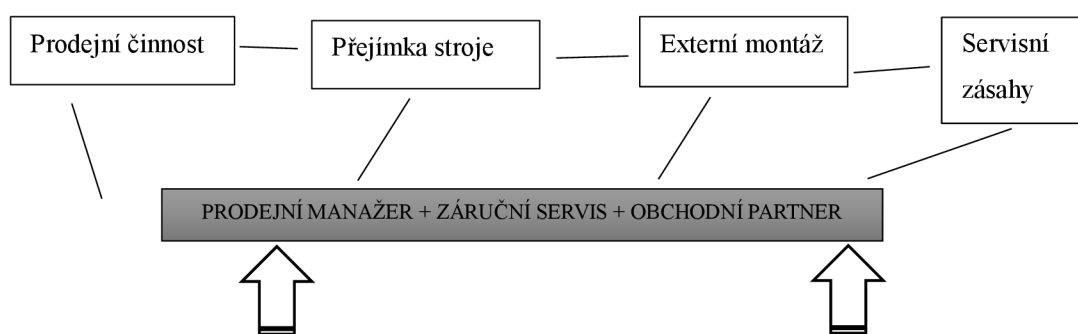 Prodejní činnost
Přejímka stroje
Externí montáž
Servisní
zásahy
PRODEJNÍ MANAŽER + ZÁRUČNÍ SERVIS + OBCHODNÍ PARTNER